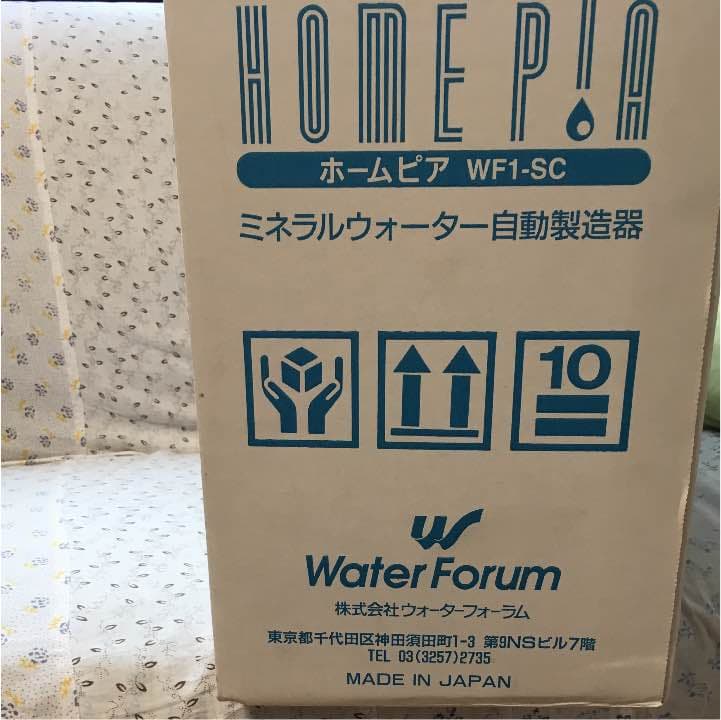 HOME PIA
ホームピア WF1-SC
ミネラルウォーター自動製造器
10
Water Forum
株式会社ウォーターフォーラム
東京都千代田区神田須田町1-3 第9NSビル7階
TEL 03(3257)2735
MADE IN JAPAN